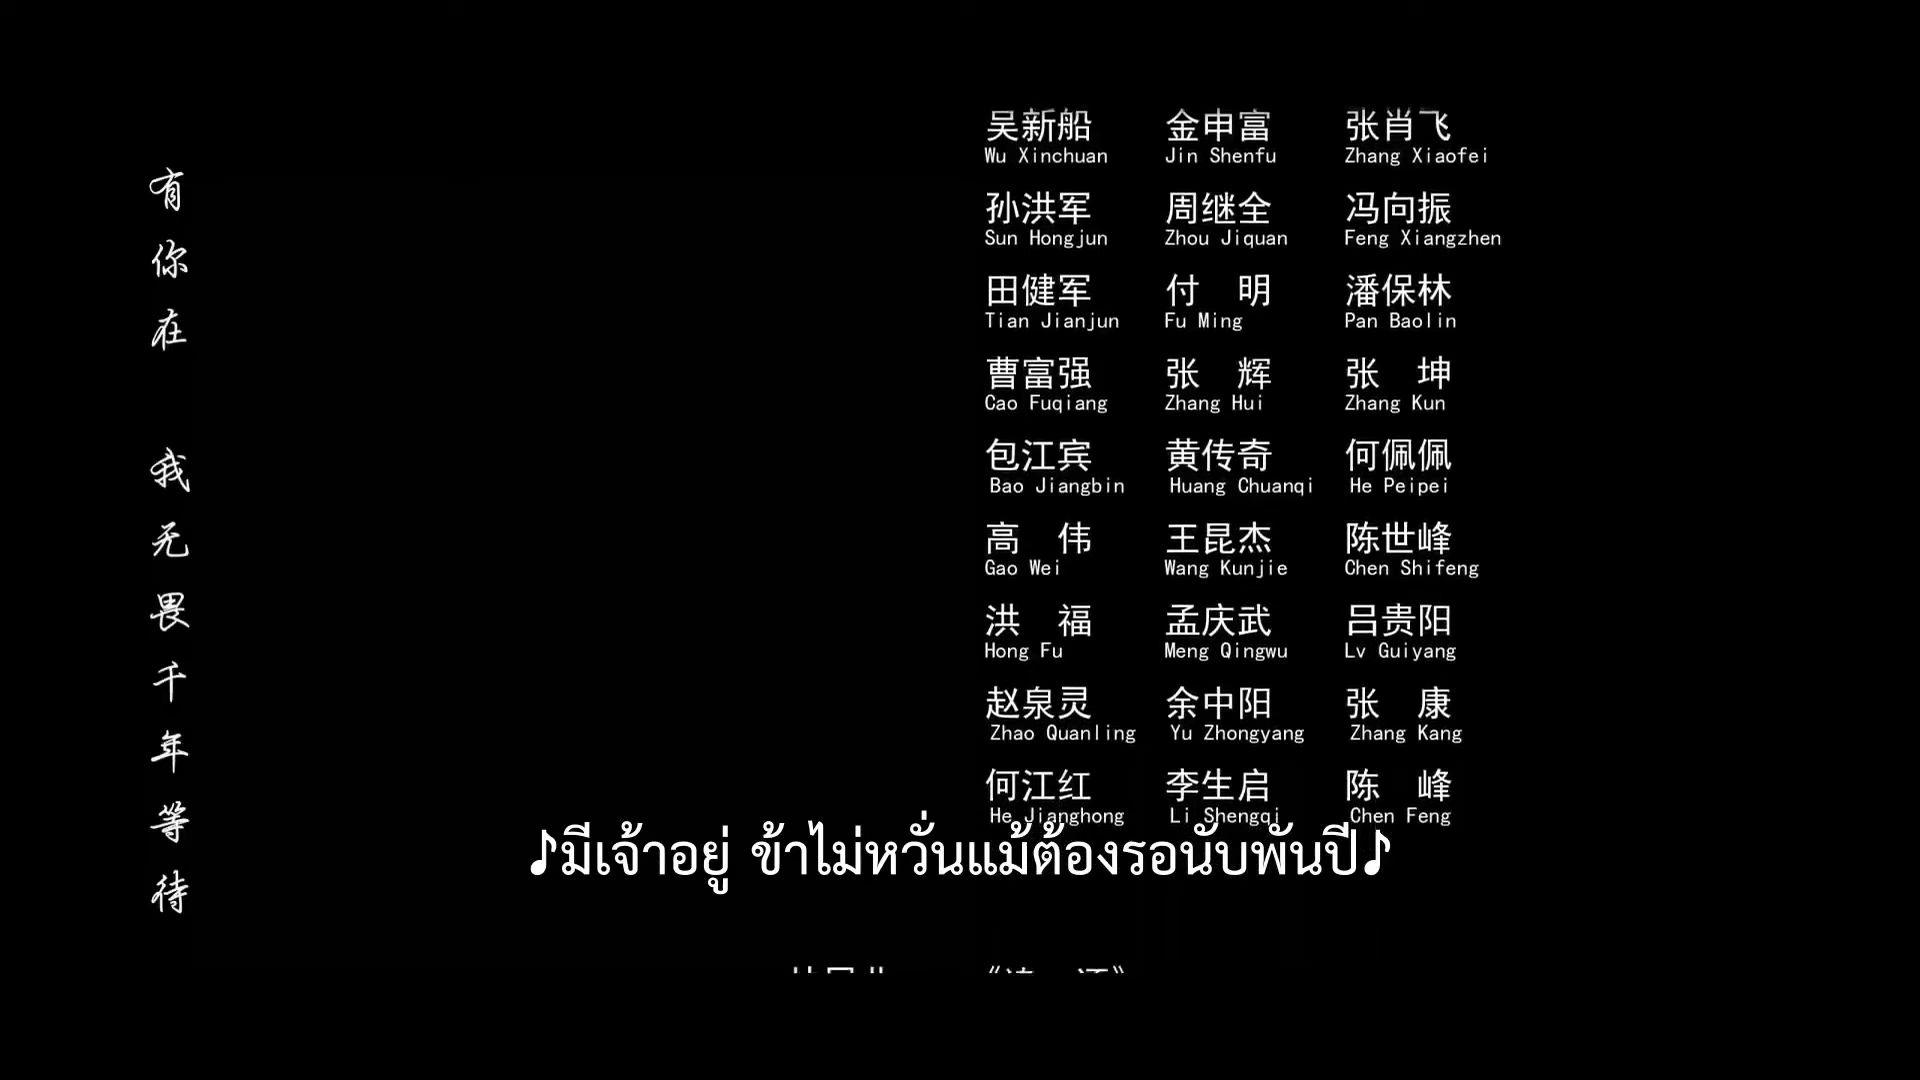 有你在 我无畏千年等待
吴新船 金申富 张肖飞
Wu Xinchuan Jin Shenfu Zhang Xiaofei
孙洪军 周继全 冯向振
Sun Hongjun Zhou Jiquan Feng Xiangzhen
田健军 付 明 潘保林
Tian Jianjun Fu Ming Pan Baolin
曹富强 张 辉 张 坤
Cao Fuqiang Zhang Hui Zhang Kun
包江宾 黄传奇 何佩佩
Bao Jiangbin Huang Chuanqi He Peipei
高 伟 王昆杰 陈世峰
Gao Wei Wang Kunjie Chen Shifeng
洪 福 孟庆武 吕贵阳
Hong Fu Meng Qingwu Lv Guiyang
赵泉灵 余中阳 张 康
Zhao Quanling Yu Zhongyang Zhang Kang
何江红 李生启 陈 峰
He Jianghong Li Shengqi Chen Feng
♪มีเจ้าอยู่ ข้าไม่หวั่นแม้ต้องรอนับพันปี♪